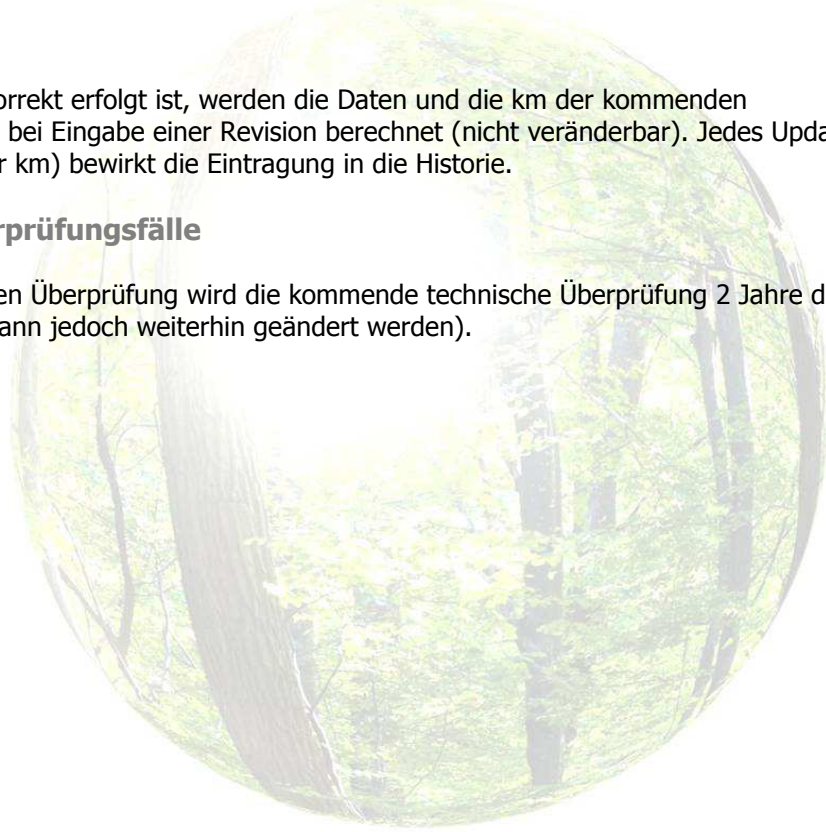 orrekt erfolgt ist, werden die Daten und die km der kommenden
bei Eingabe einer Revision berechnet (nicht veränderbar). Jedes Upda
r km) bewirkt die Eintragung in die Historie.
rprüfungsfälle
en Überprüfung wird die kommende technische Überprüfung 2 Jahre d
ann jedoch weiterhin geändert werden).